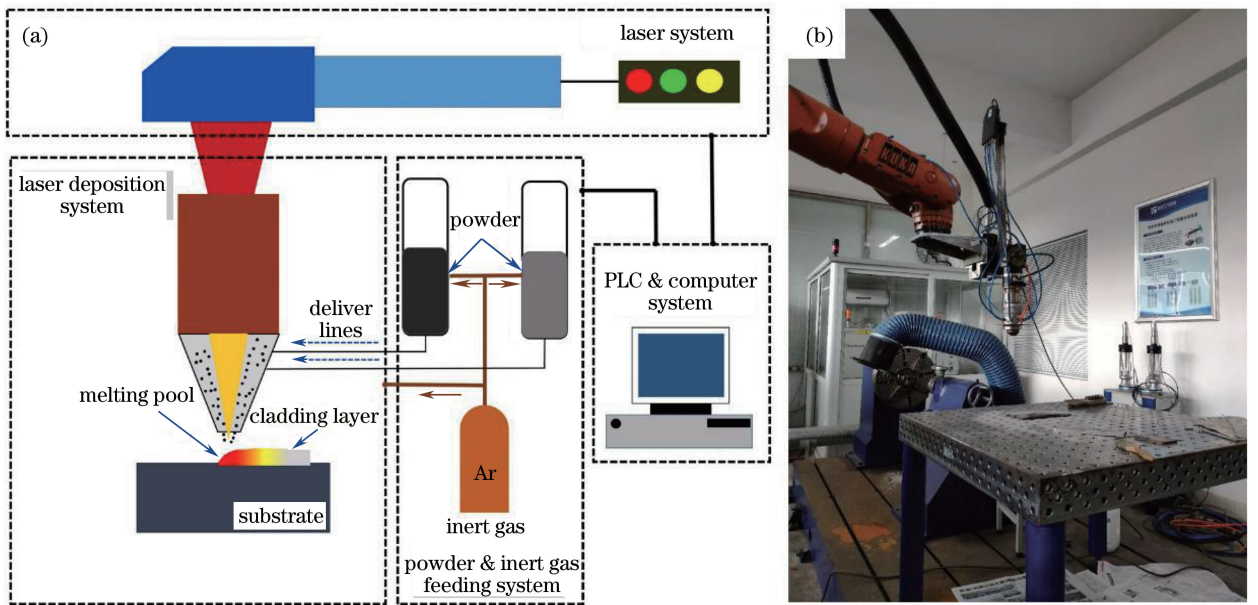 (a)
laser system
laser deposition
system
powder
deliver
lines
PLC & computer
system
melting pool
cladding layer
Ar
substrate
inert gas
powder & inert gas
feeding system
(b)
KUKA